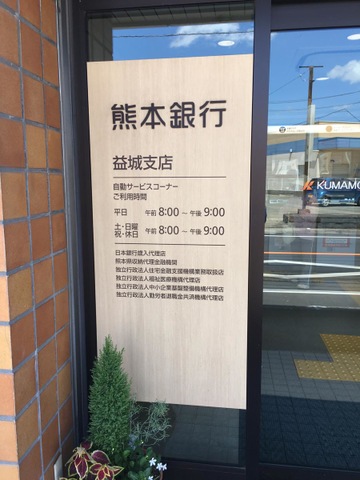 熊本銀行
益城支店
自動サービスコーナー
ご利用時間
平日 午前8:00~午後9:00
土・日曜
祝・休日 午前8:00~午後9:00
日本銀行歳入代理店
熊本県収納代理金融機関
独立行政法人住宅金融支援機構業務取扱店
独立行政法人福祉医療機構代理店
独立行政法人中小企業基盤整備機構代理店
独立行政法人勤労者退職金共済機構代理店
KUMAMO